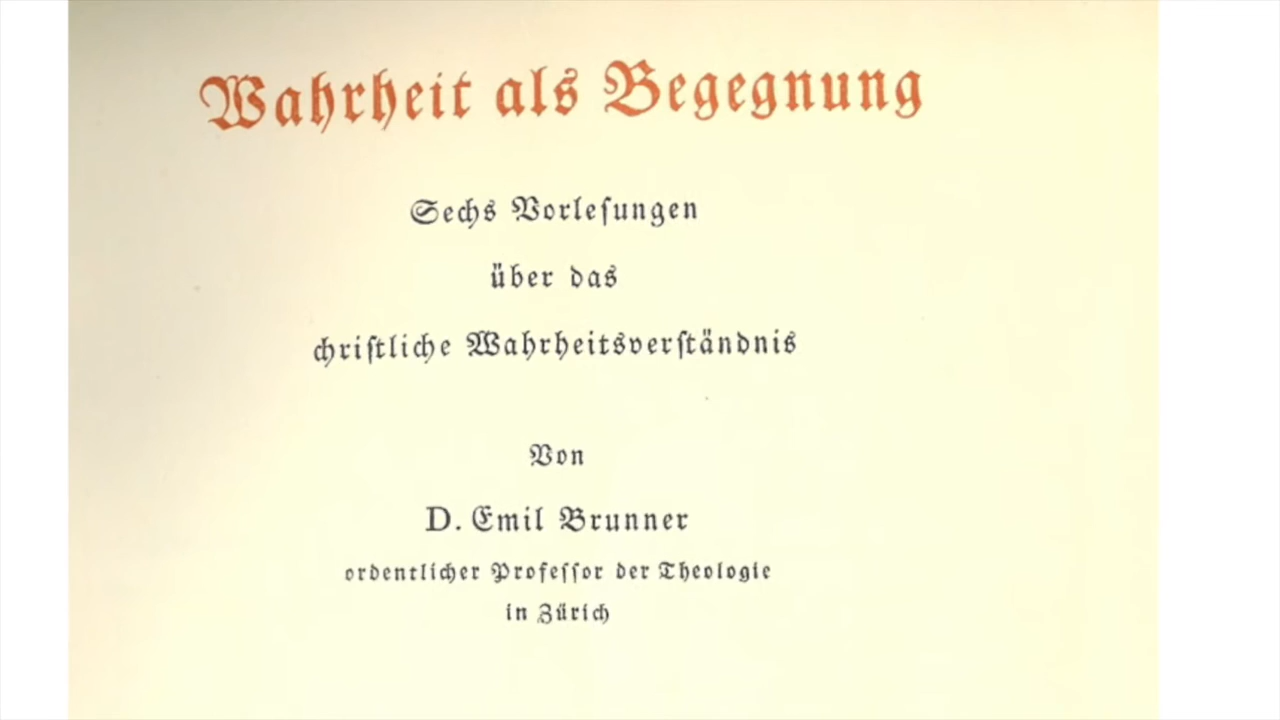 Wahrheit als Begegnung
Sechs Vorlesungen
über das
christliche Wahrheitsverständnis
Von
D. Emil Brunner
ordentlicher Professor der Theologie
in Zürich